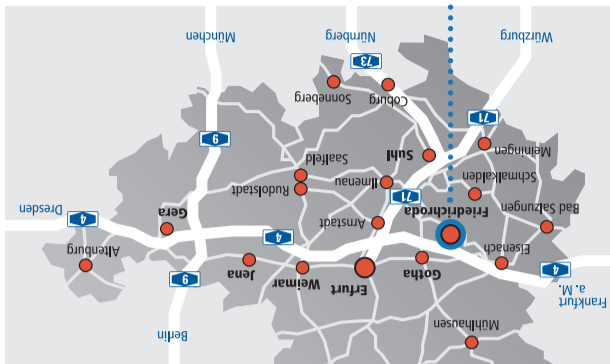 Berlin
Mühlhausen
Frankfurt
a. M.
4
Eisenach
Gotha
Erfurt
Weimar
Jena
9
Altenburg
4
4
Dresden
Gera
Arnstadt
Friedrichroda
Bad Salzungen
71
Schmalkalden
Ilmenau
Rudolstadt
Saalfeld
Suhl
Meiningen
9
71
Coburg
Sonneberg
73
Würzburg
Nürnberg
München